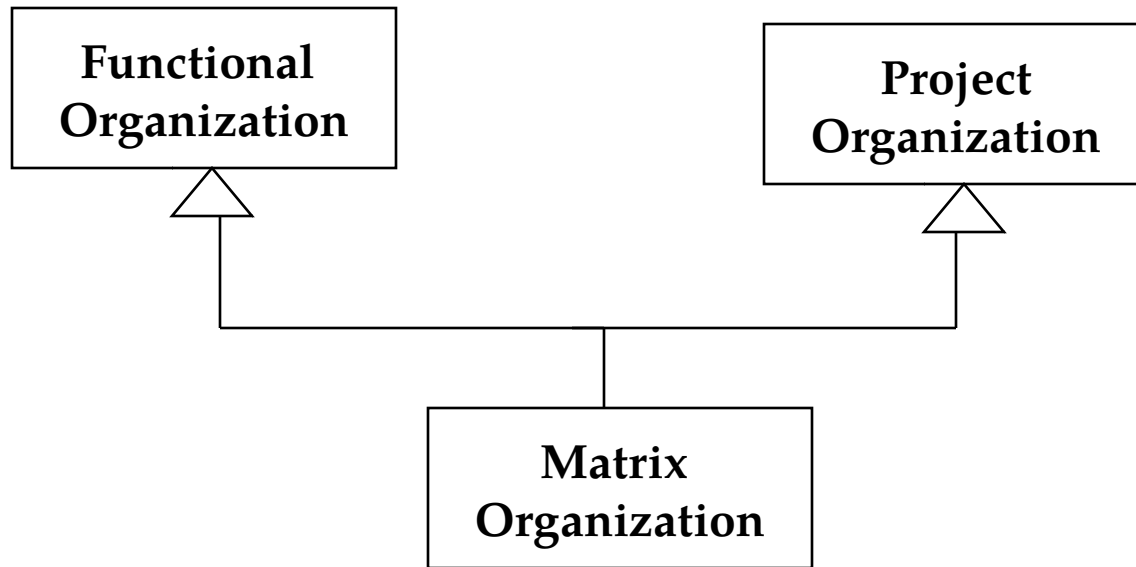 Functional
Organization
Project
Organization
Matrix
Organization